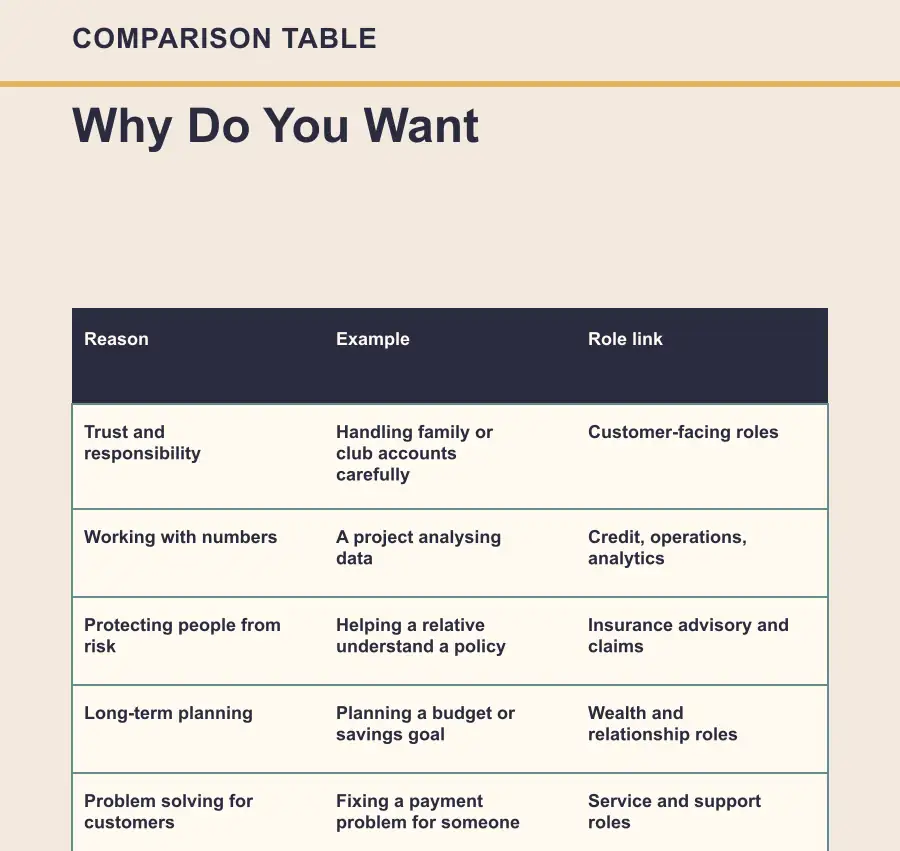 COMPARISON TABLE
Why Do You Want
Reason
Example
Role link
Trust and
responsibility
Handling family or
club accounts
carefully
Customer-facing roles
Working with numbers
A project analysing
data
Credit, operations,
analytics
Protecting people from
risk
Helping a relative
understand a policy
Insurance advisory and
claims
Long-term planning
Planning a budget or
savings goal
Wealth and
relationship roles
Problem solving for
customers
Fixing a payment
problem for someone
Service and support
roles